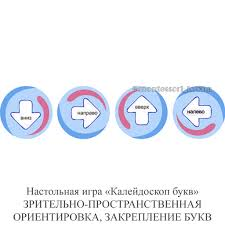 вниз
направо
вверх
налево
Настольная игра «Калейдоскоп букв»
ЗРИТЕЛЬНО-ПРОСТРАНСТВЕННАЯ
ОРИЕНТИРОВКА, ЗАКРЕПЛЕНИЕ БУКВ